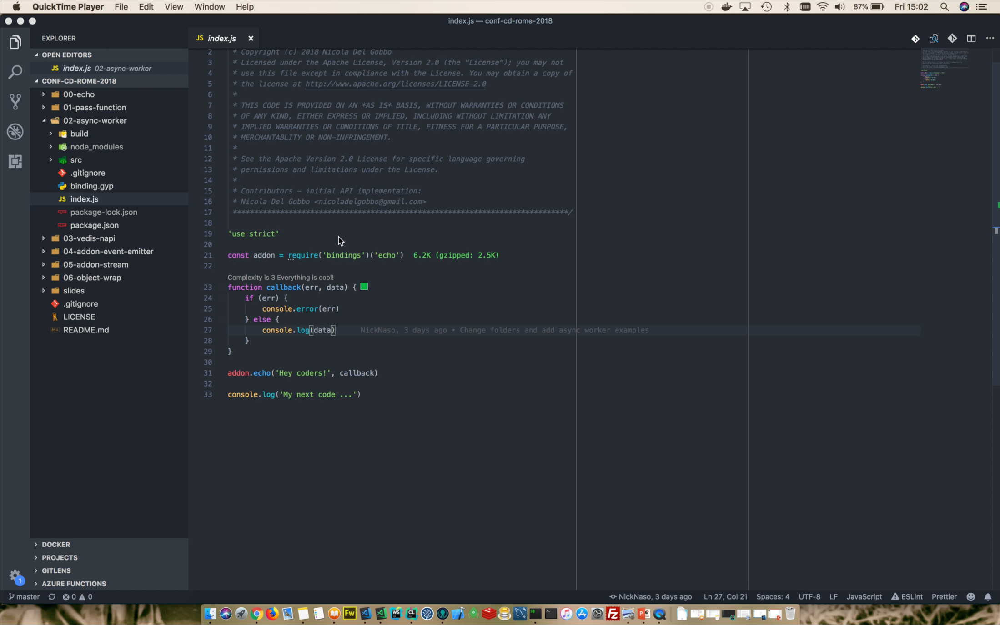 QuickTime Player File Edit View Window Help 87% Fri 15:02
index.js — conf-cd-rome-2018
EXPLORER
OPEN EDITORS
JS index.js 02-async-worker
CONF-CD-ROME-2018
00-echo
01-pass-function
02-async-worker
build
node_modules
src
.gitignore
binding.gyp
JS index.js
package-lock.json
package.json
03-vedis-napi
04-addon-event-emitter
05-addon-stream
06-object-wrap
slides
.gitignore
LICENSE
README.md
DOCKER
PROJECTS
GITLENS
AZURE FUNCTIONS
1
JS index.js
2 * Copyright (c) 2018 Nicola Del Gobbo
3 * Licensed under the Apache License, Version 2.0 (the "License"); you may not
4 * use this file except in compliance with the License. You may obtain a copy of
5 * the license at http://www.apache.org/licenses/LICENSE-2.0
6 *
7 * THIS CODE IS PROVIDED ON AN *AS IS* BASIS, WITHOUT WARRANTIES OR CONDITIONS
8 * OF ANY KIND, EITHER EXPRESS OR IMPLIED, INCLUDING WITHOUT LIMITATION ANY
9 * IMPLIED WARRANTIES OR CONDITIONS OF TITLE, FITNESS FOR A PARTICULAR PURPOSE,
10 * MERCHANTABLITY OR NON-INFRINGEMENT.
11 *
12 * See the Apache Version 2.0 License for specific language governing
13 * permissions and limitations under the License.
14 *
15 * Contributors - initial API implementation:
16 * Nicola Del Gobbo <nicoladelgobbo@gmail.com>
17 ******************************************************************************/
18
19 'use strict'
20
21 const addon = require('bindings')('echo') 6.2K (gzipped: 2.5K)
22
Complexity is 3 Everything is cool!
23 function callback(err, data) {
24 if (err) {
25 console.error(err)
26 } else {
27 console.log(data) NickNaso, 3 days ago • Change folders and add async worker examples
28 }
29 }
30
31 addon.echo('Hey coders!', callback)
32
33 console.log('My next code ...')
master 0 0 NickNaso, 3 days ago Ln 27, Col 21 Spaces: 4 UTF-8 LF JavaScript ESLint Prettier
Fw WS CL FZ